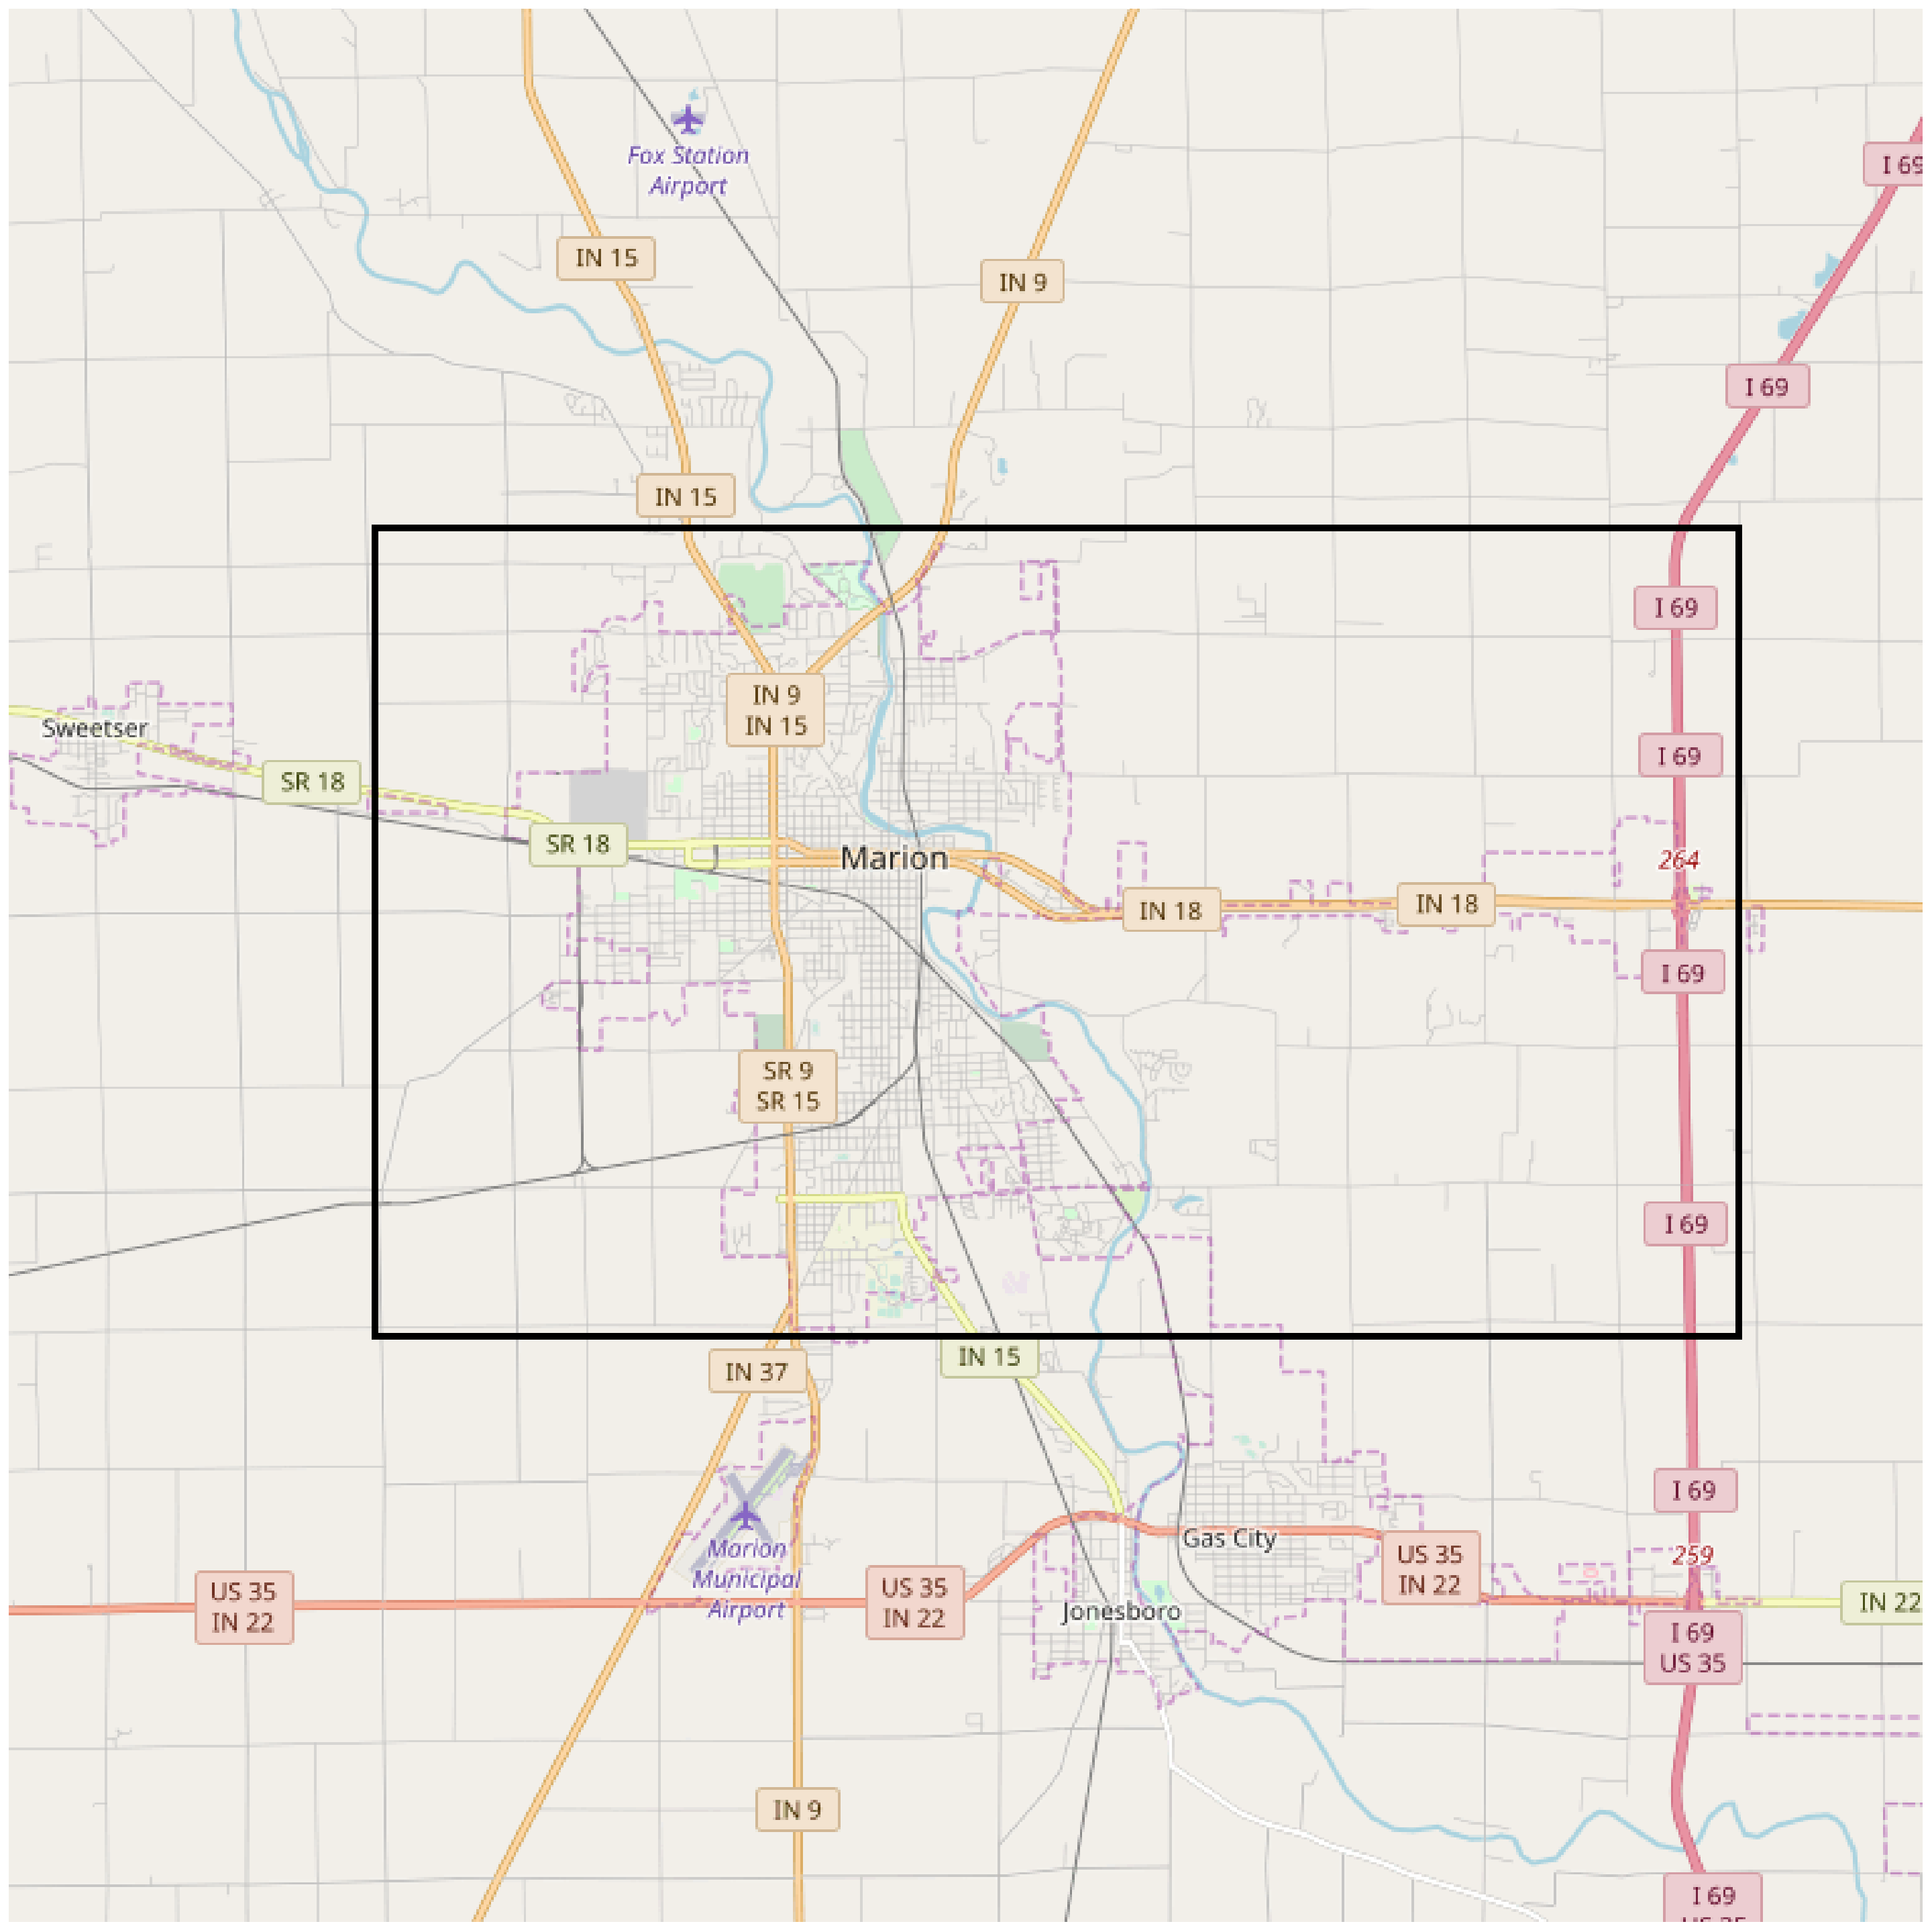 Fox Station
Airport
I 69
IN 15
IN 9
I 69
IN 15
I 69
IN 9
IN 15
Sweetser
I 69
SR 18
SR 18
Marion
264
IN 18
IN 18
I 69
SR 9
SR 15
I 69
IN 15
IN 37
I 69
Marion
Municipal
Airport
Gas City
US 35
IN 22
259
US 35
IN 22
US 35
IN 22
Jonesboro
IN 22
I 69
US 35
IN 9
I 69